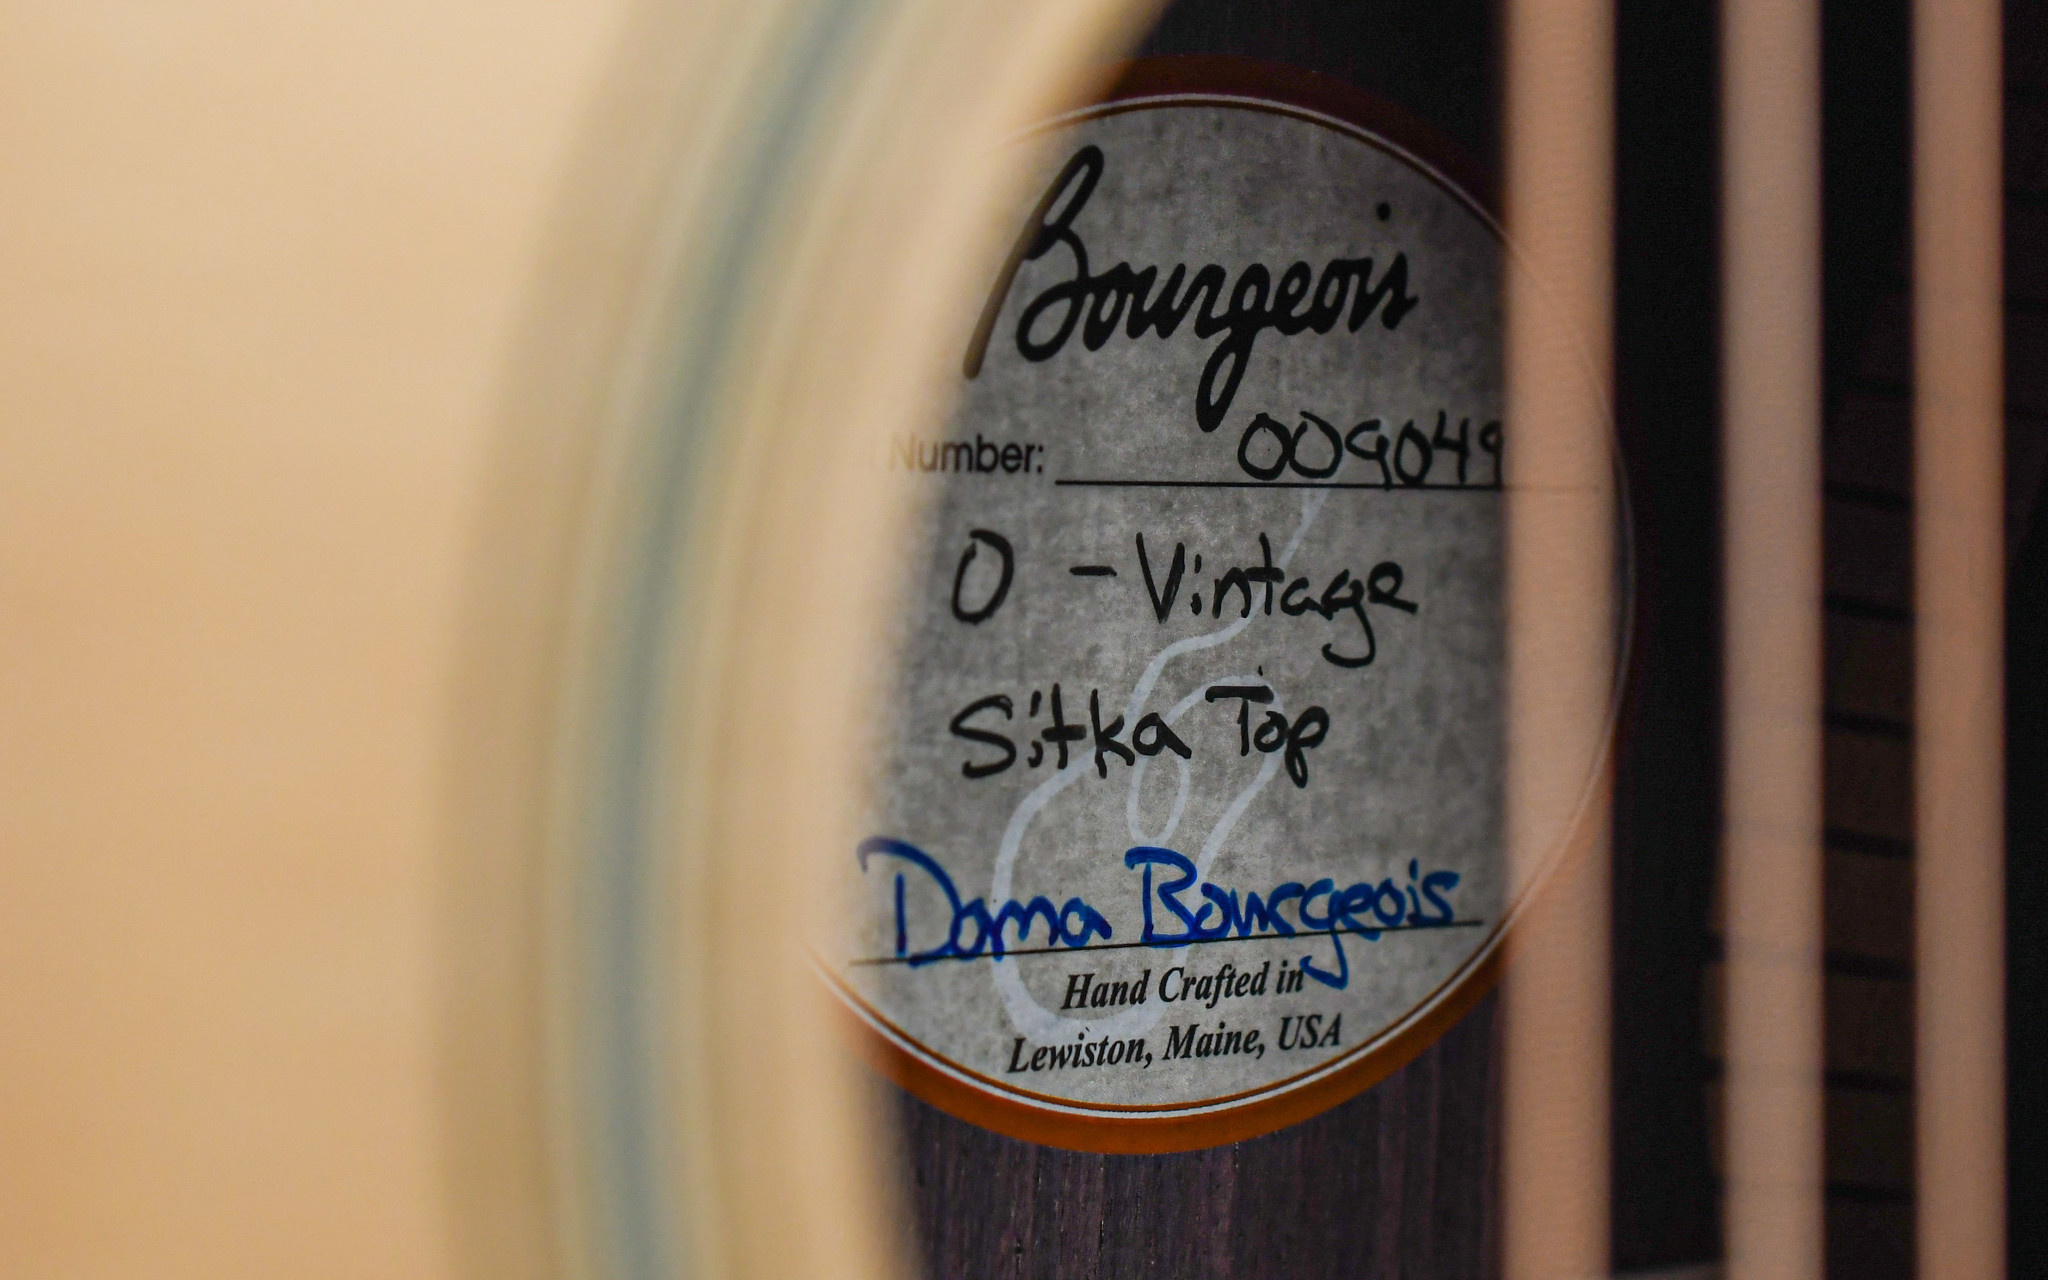 Bourgeois
Number: 009049
O - Vintage
Sitka Top
Dana Bourgeois
Hand Crafted in
Lewiston, Maine, USA